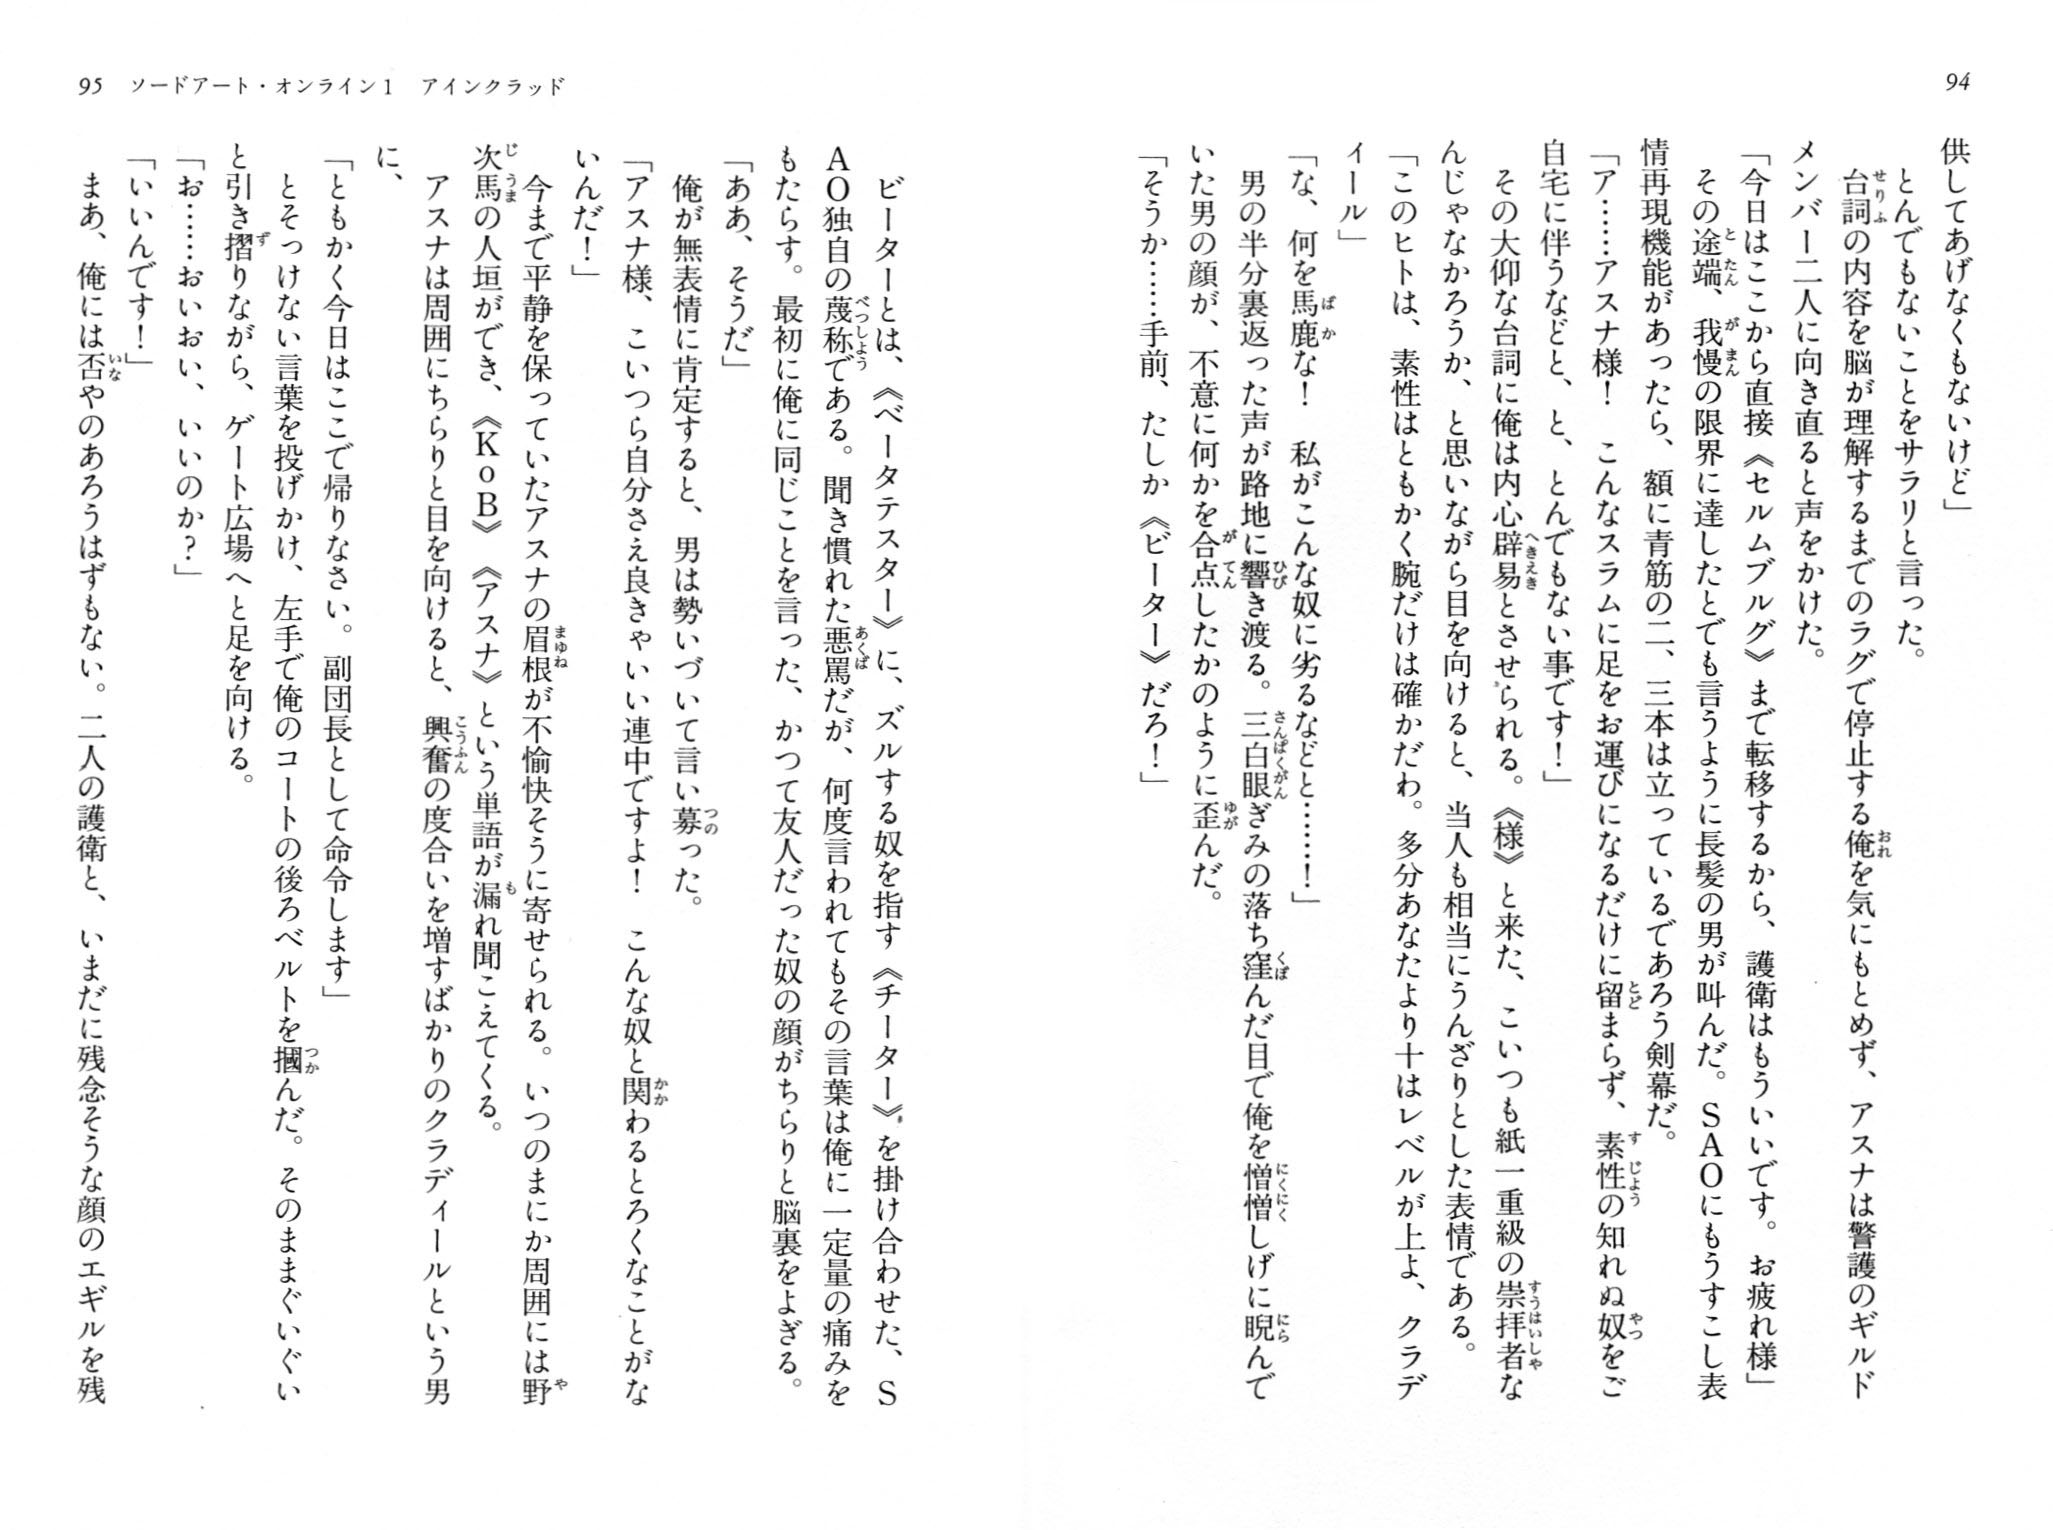 94
供してあげなくもないけど」
とんでもないことをサラリと言った。
台詞の内容を脳が理解するまでのラグで停止する俺を気にもとめず、アスナは警護のギルド
メンバー二人に向き直ると声をかけた。
「今日はここから直接《セルムブルグ》まで転移するから、護衛はもういいです。お疲れ様」
その途端、我慢の限界に達したとでも言うように長髪の男が叫んだ。ＳＡＯにもうすこし表
情再現機能があったら、額に青筋の二、三本は立っているであろう剣幕だ。
「ア……アスナ様！　こんなスラムに足をお運びになるだけに留まらず、素性の知れぬ奴をご
自宅に伴うなどと、と、とんでもない事です！」
その大仰な台詞に俺は内心辟易とさせられる。《様》と来た、こいつも紙一重級の崇拝者な
んじゃなかろうか、と思いながら目を向けると、当人も相当にうんざりとした表情である。
「このヒトは、素性はともかく腕だけは確かだわ。多分あなたより十はレベルが上よ、クラデ
ィール」
「な、何を馬鹿な！　私がこんな奴に劣るなどと……！」
男の半分裏返った声が路地に響き渡る。三白眼ぎみの落ち窪んだ目で俺を憎憎しげに睨んで
いた男の顔が、不意に何かを合点したかのように歪んだ。
「そうか……手前、たしか《ビーター》だろ！」
95　ソードアート・オンライン1　アインクラッド
ビーターとは、《ベータテスター》に、ズルする奴を指す《チーター》を掛け合わせた、Ｓ
ＡＯ独自の蔑称である。聞き慣れた悪罵だが、何度言われてもその言葉は俺に一定量の痛みを
もたらす。最初に俺に同じことを言った、かつて友人だった奴の顔がちらりと脳裏をよぎる。
「ああ、そうだ」
俺が無表情に肯定すると、男は勢いづいて言い募った。
「アスナ様、こいつら自分さえ良きゃいい連中ですよ！　こんな奴と関わるとろくなことがな
いんだ！」
今まで平静を保っていたアスナの眉根が不愉快そうに寄せられる。いつのまにか周囲には野
次馬の人垣ができ、《ＫｏＢ》《アスナ》という単語が漏れ聞こえてくる。
アスナは周囲にちらりと目を向けると、興奮の度合いを増すばかりのクラディールという男
に、
「ともかく今日はここで帰りなさい。副団長として命令します」
とそっけない言葉を投げかけ、左手で俺のコートの後ろベルトを摑んだ。そのままぐいぐい
と引き摺りながら、ゲート広場へと足を向ける。
「お……おいおい、いいのか？」
「いいんです！」
まあ、俺には否やのあろうはずもない。二人の護衛と、いまだに残念そうな顔のエギルを残